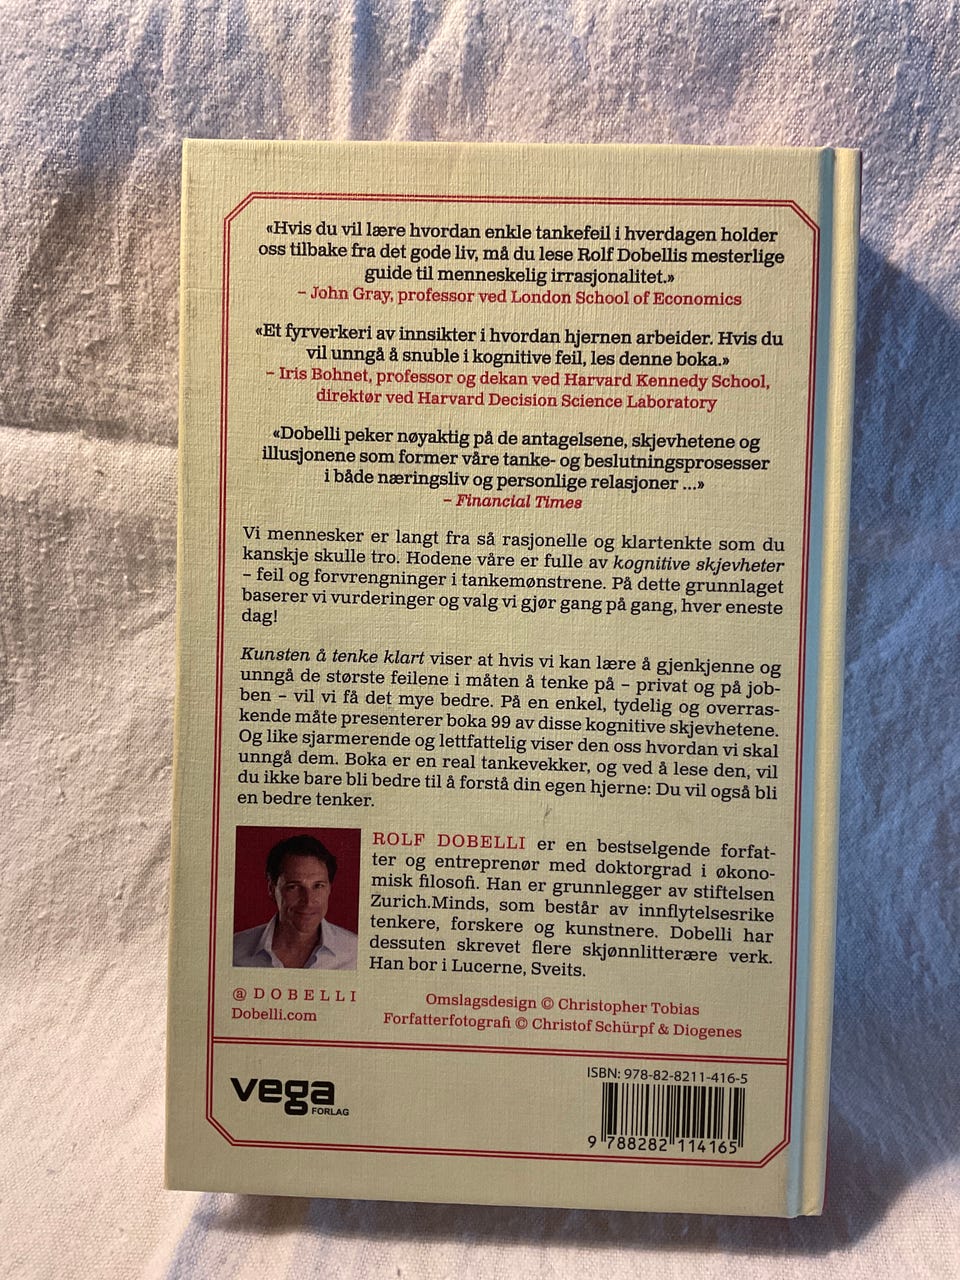 «Hvis du vil lære hvordan enkle tankefeil i hverdagen holder
oss tilbake fra det gode liv, må du lese Rolf Dobellis mesterlige
guide til menneskelig irrasjonalitet.»
– John Gray, professor ved London School of Economics
«Et fyrverkeri av innsikter i hvordan hjernen arbeider. Hvis du
vil unngå å snuble i kognitive feil, les denne boka.»
– Iris Bohnet, professor og dekan ved Harvard Kennedy School,
direktør ved Harvard Decision Science Laboratory
«Dobelli peker nøyaktig på de antagelsene, skjevhetene og
illusjonene som former våre tanke- og beslutningsprosesser
i både næringsliv og personlige relasjoner ...»
– Financial Times
Vi mennesker er langt fra så rasjonelle og klartenkte som du
kanskje skulle tro. Hodene våre er fulle av kognitive skjevheter
– feil og forvrengninger i tankemønstrene. På dette grunnlaget
baserer vi vurderinger og valg vi gjør gang på gang, hver eneste
dag!
Kunsten å tenke klart viser at hvis vi kan lære å gjenkjenne og
unngå de største feilene i måten å tenke på – privat og på job-
ben – vil vi få det mye bedre. På en enkel, tydelig og overras-
kende måte presenterer boka 99 av disse kognitive skjevhetene.
Og like sjarmerende og lettfattelig viser den oss hvordan vi skal
unngå dem. Boka er en real tankevekker, og ved å lese den, vil
du ikke bare bli bedre til å forstå din egen hjerne: Du vil også bli
en bedre tenker.
ROLF DOBELLI er en bestselgende forfat-
ter og entreprenør med doktorgrad i økono-
misk filosofi. Han er grunnlegger av stiftelsen
Zurich.Minds, som består av innflytelsesrike
tenkere, forskere og kunstnere. Dobelli har
dessuten skrevet flere skjønnlitterære verk.
Han bor i Lucerne, Sveits.
@DOBELLI
Dobelli.com
Omslagsdesign © Christopher Tobias
Forfatterfotografi © Christof Schürpf & Diogenes
vega
FORLAG
ISBN: 978-82-8211-416-5
9 788282 114165